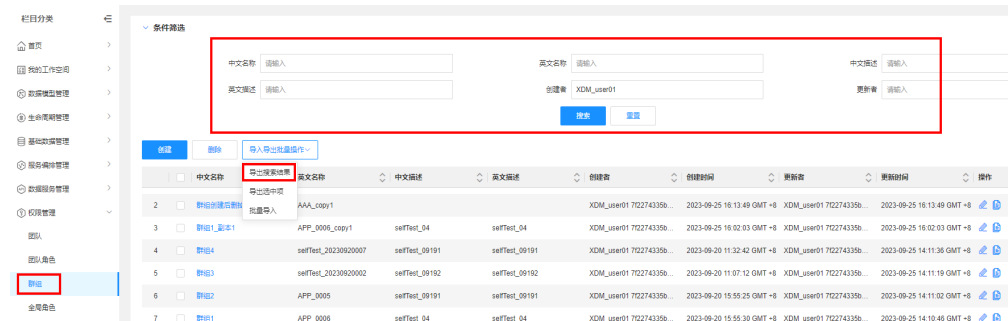 栏目分类
首页
我的工作空间
数据模型管理
生命周期管理
基础数据管理
服务编排管理
数据服务管理
权限管理
团队
团队角色
群组
全局角色
条件筛选
中文名称 请输入 英文名称 请输入 中文描述 请输入
英文描述 请输入 创建者 XDM_user01 更新者 请输入
搜索 重置
创建 删除 导入导出批量操作
导出搜索结果
导出选中项
批量导入
中文名称 英文名称 中文描述 英文描述 创建者 创建时间 更新者 更新时间 操作
2 群组创建后删除 AAA_copy1 XDM_user01 7f2274335b... 2023-09-25 16:13:49 GMT +8 XDM_user01 7f2274335b... 2023-09-25 16:13:49 GMT +8
3 群组1_副本1 APP_0006_copy1 selfTest_04 selfTest_04 XDM_user01 7f2274335b... 2023-09-25 16:02:03 GMT +8 XDM_user01 7f2274335b... 2023-09-25 16:02:03 GMT +8
4 群组4 selfTest_20230920007 selfTest_09191 selfTest_09191 XDM_user01 7f2274335b... 2023-09-20 11:32:42 GMT +8 XDM_user01 7f2274335b... 2023-09-25 14:11:36 GMT +8
5 群组3 selfTest_20230920002 selfTest_09192 selfTest_09192 XDM_user01 7f2274335b... 2023-09-20 11:07:12 GMT +8 XDM_user01 7f2274335b... 2023-09-25 14:11:19 GMT +8
6 群组2 APP_0005 selfTest_09191 selfTest_09191 XDM_user01 7f2274335b... 2023-09-20 15:55:25 GMT +8 XDM_user01 7f2274335b... 2023-09-25 14:11:02 GMT +8
7 群组1 APP_0006 selfTest_04 selfTest_04 XDM_user01 7f2274335b... 2023-09-20 15:55:30 GMT +8 XDM_user01 7f2274335b... 2023-09-25 14:10:46 GMT +8